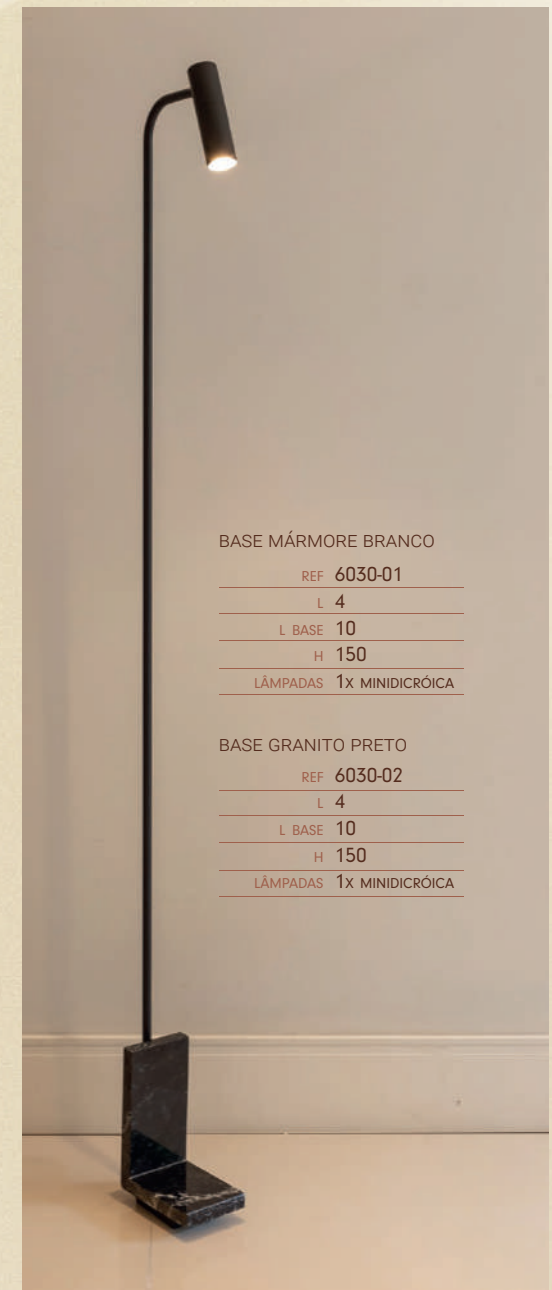 BASE MÁRMORE BRANCO
REF 6030-01
L 4
L BASE 10
H 150
LÂMPADAS 1X MINIDICRÓICA
BASE GRANITO PRETO
REF 6030-02
L 4
L BASE 10
H 150
LÂMPADAS 1X MINIDICRÓICA